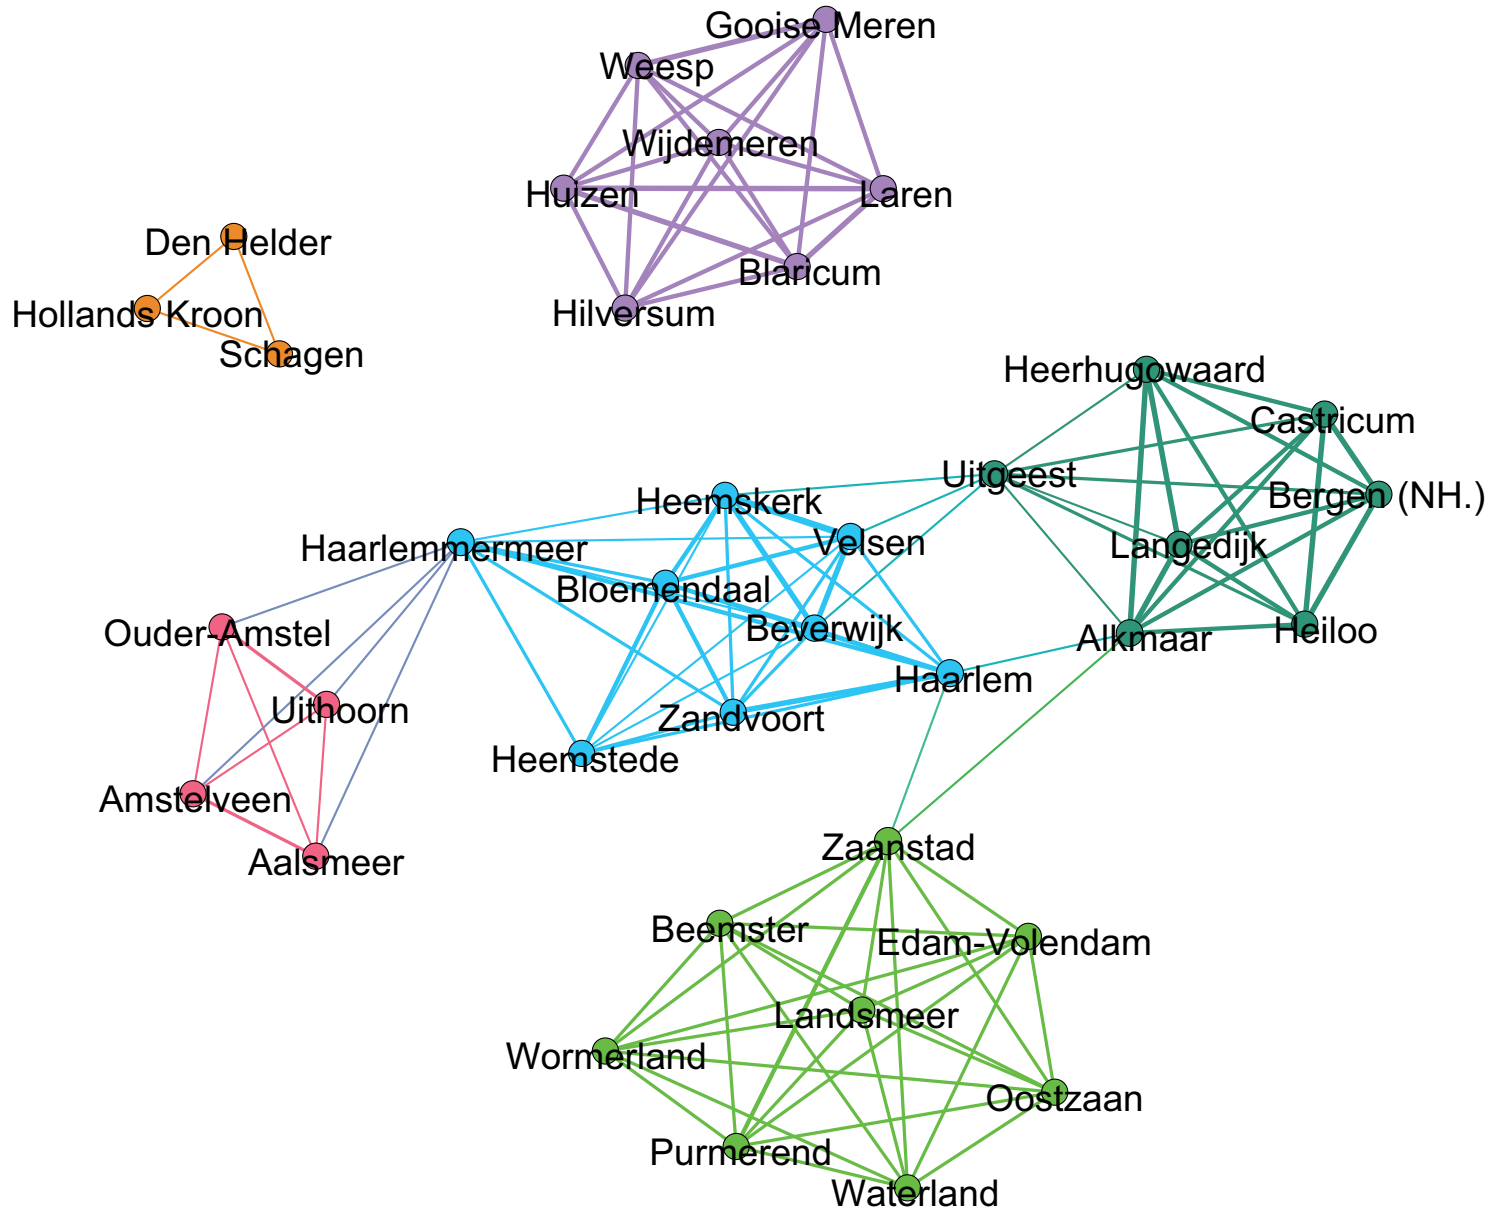 Gooise Meren
Weesp
Wijdemeren
Huizen
Laren
Den Helder
Blaricum
Hollands Kroon
Hilversum
Schagen
Heerhugowaard
Castricum
Uitgeest
Bergen (NH.)
Heemskerk
Velsen
Haarlemmermeer
Langedijk
Bloemendaal
Beverwijk
Ouder-Amstel
Heiloo
Alkmaar
Haarlem
Uithoorn
Zandvoort
Heemstede
Amstelveen
Zaanstad
Aalsmeer
Beemster
Edam-Volendam
Landsmeer
Wormerland
Oostzaan
Purmerend
Waterland